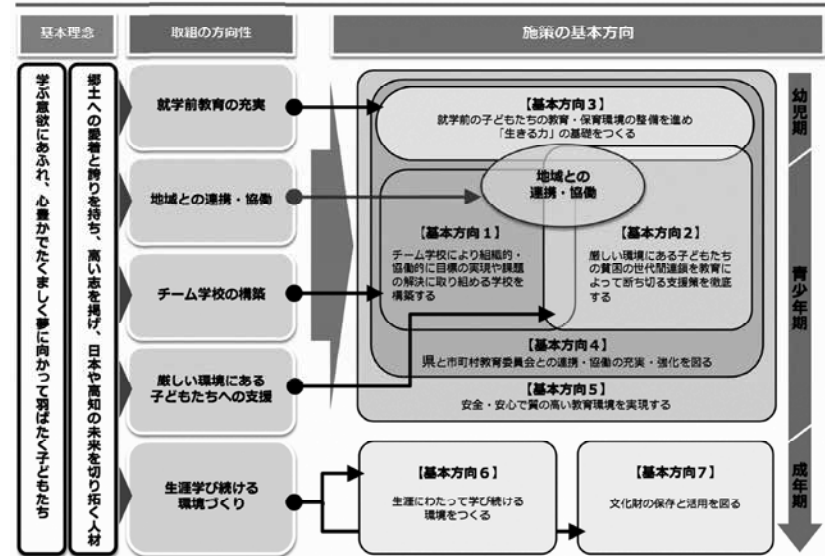 基本理念
取組の方向性
施策の基本方向
学ぶ意欲にあふれ、心豊かでたくましく夢に向かって羽ばたく子どもたち
郷土への愛着と誇りを持ち、高い志を掲げ、日本や高知の未来を切り拓く人材
就学前教育の充実
地域との連携・協働
チーム学校の構築
厳しい環境にある
子どもたちへの支援
生涯学び続ける
環境づくり
【基本方向3】
就学前の子どもたちの教育・保育環境の整備を進め
「生きる力」の基礎をつくる
地域との
連携・協働
【基本方向1】
チーム学校により組織的・
協働的に目標の実現や課題
の解決に取り組める学校を
構築する
【基本方向2】
厳しい環境にある子どもたち
の貧困の世代間連鎖を教育に
よって断ち切る支援策を徹底
する
【基本方向4】
県と市町村教育委員会との連携・協働の充実・強化を図る
【基本方向5】
安全・安心で質の高い教育環境を実現する
【基本方向6】
生涯にわたって学び続ける
環境をつくる
【基本方向7】
文化財の保存と活用を図る
幼児期
青少年期
成年期